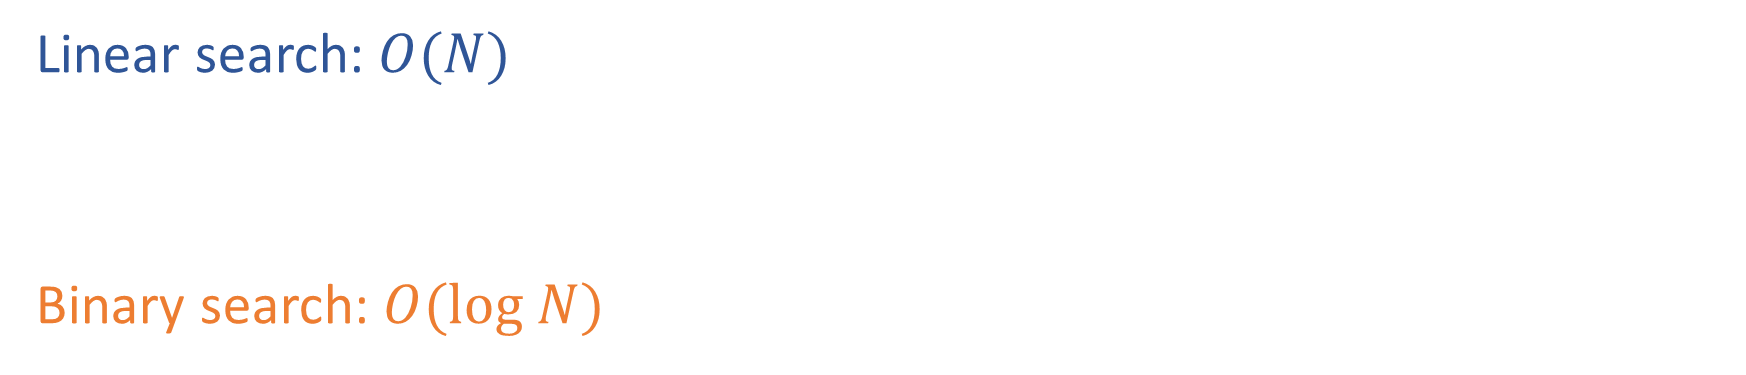 Linear search: O(N)
Binary search: O(log N)